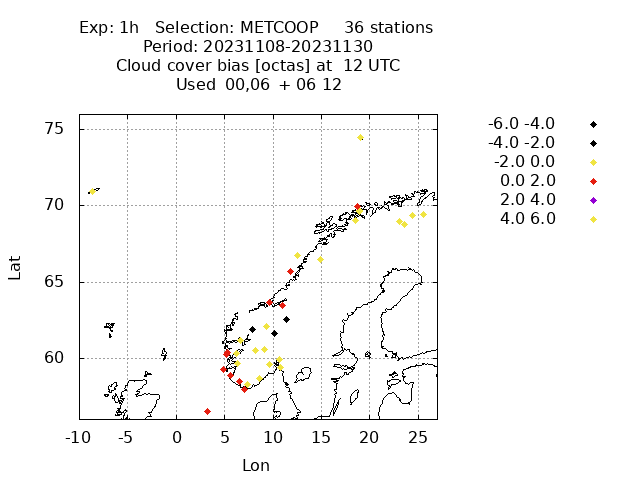 Exp: 1h   Selection: METCOOP     36 stations
Period: 20231108-20231130
Cloud cover bias [octas] at  12 UTC
Used  00,06  + 06 12
-6.0 -4.0
-4.0 -2.0
-2.0 0.0
0.0 2.0
2.0 4.0
4.0 6.0
75
70
65
60
Lat
-10 -5 0 5 10 15 20 25
Lon